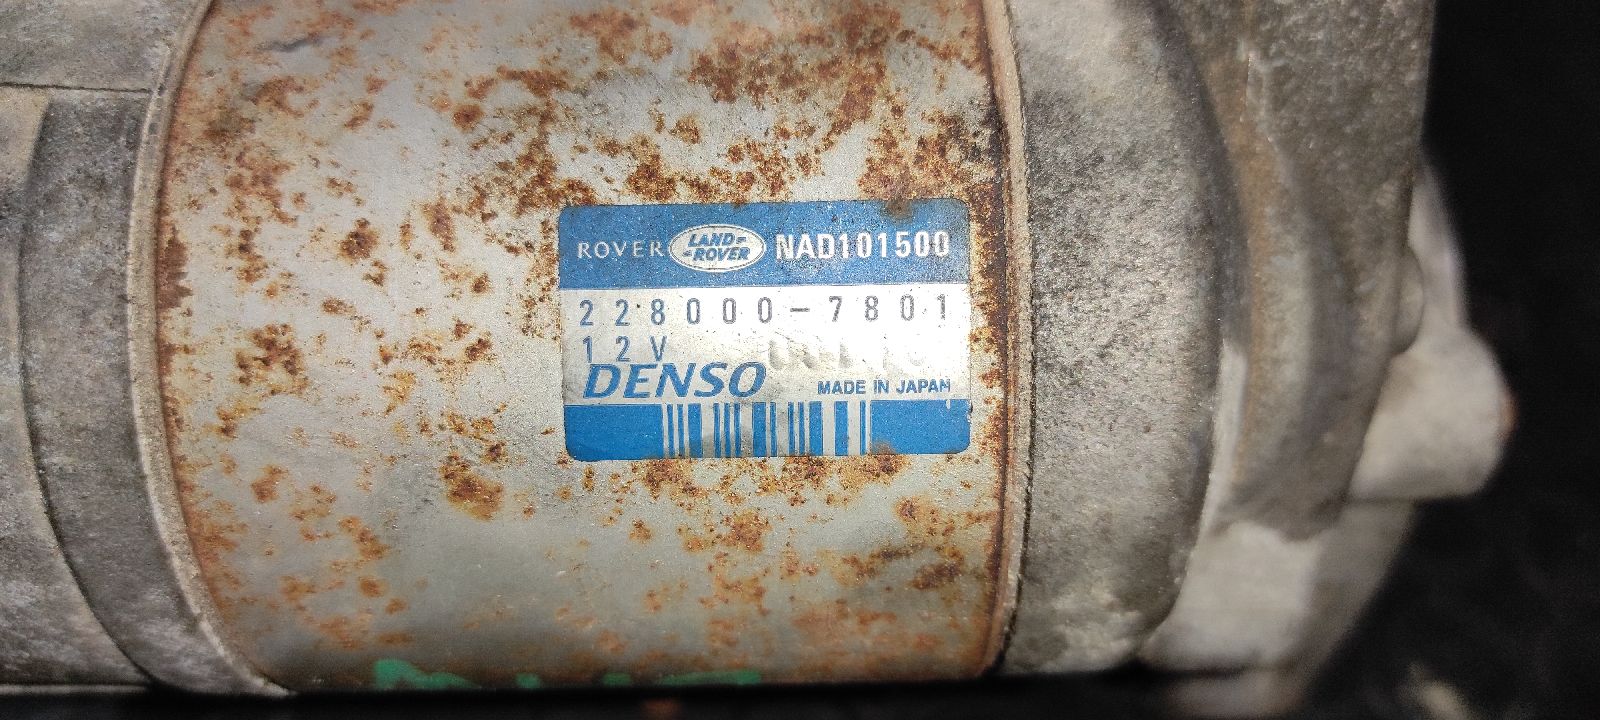 ROVER LAND-ROVER NAD101500
228000-7801
12V
DENSO MADE IN JAPAN